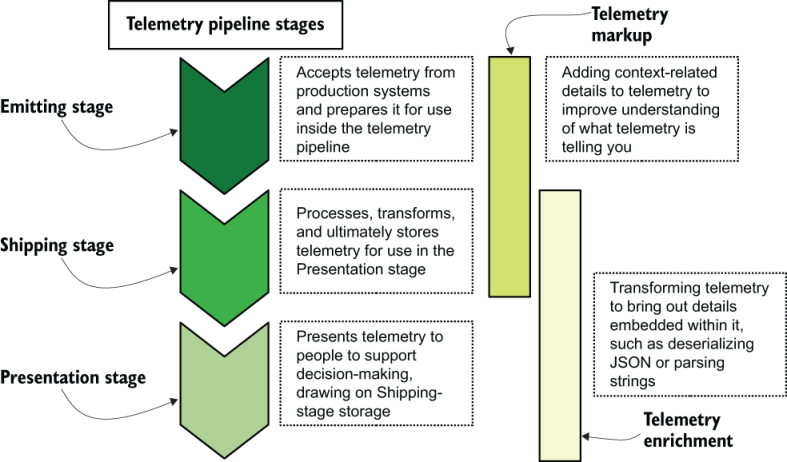 Telemetry pipeline stages
Telemetry
markup
Emitting stage
Accepts telemetry from
production systems
and prepares it for use
inside the telemetry
pipeline
Adding context-related
details to telemetry to
improve understanding
of what telemetry is
telling you
Shipping stage
Processes, transforms,
and ultimately stores
telemetry for use in the
Presentation stage
Transforming telemetry
to bring out details
embedded within it,
such as deserializing
JSON or parsing
strings
Presentation stage
Presents telemetry to
people to support
decision-making,
drawing on Shipping-
stage storage
Telemetry
enrichment